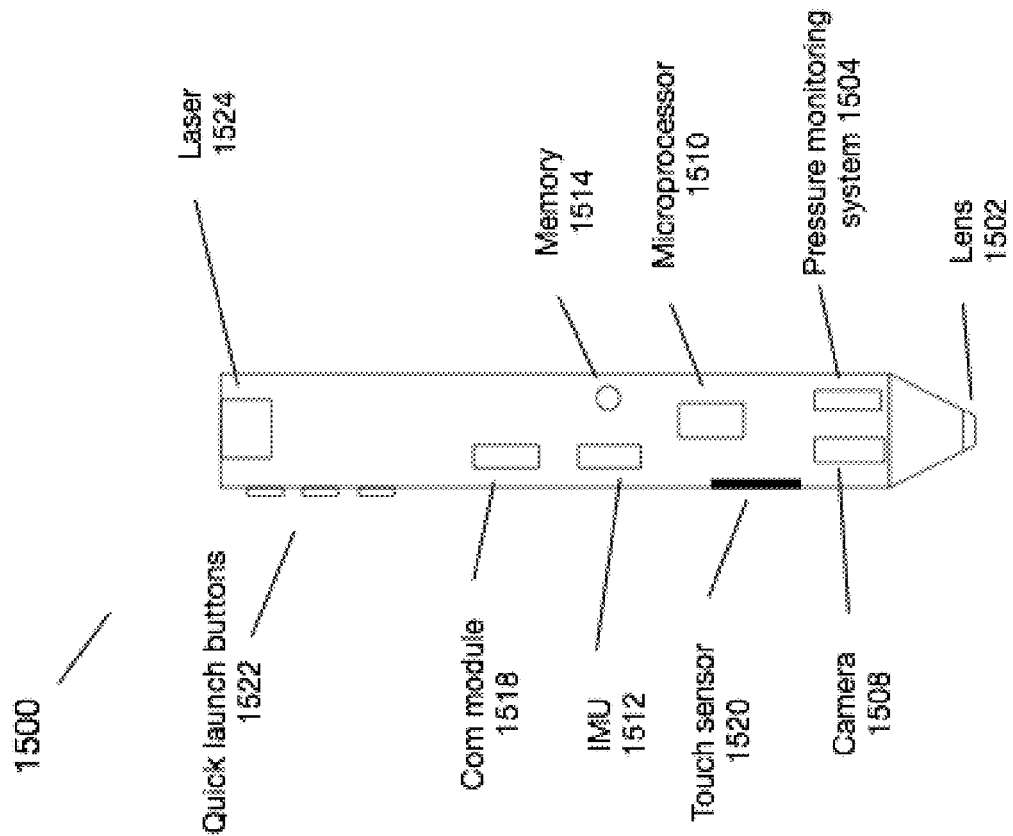 1500
Quick launch buttons
1522
Com module
1518
IMU
1512
Touch sensor
1520
Camera
1508
Laser
1524
Memory
1514
Microprocessor
1510
Pressure monitoring
system 1504
Lens
1502